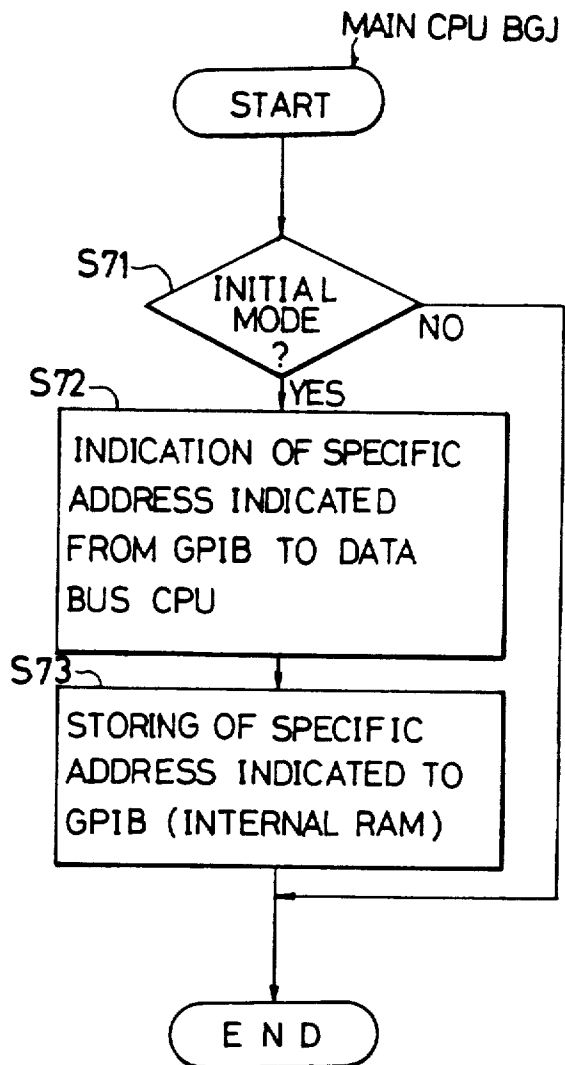 MAIN CPU BGJ
START
S71
INITIAL
MODE
?
NO
YES
S72
INDICATION OF SPECIFIC
ADDRESS INDICATED
FROM GPIB TO DATA
BUS CPU
S73
STORING OF SPECIFIC
ADDRESS INDICATED TO
GPIB (INTERNAL RAM)
END